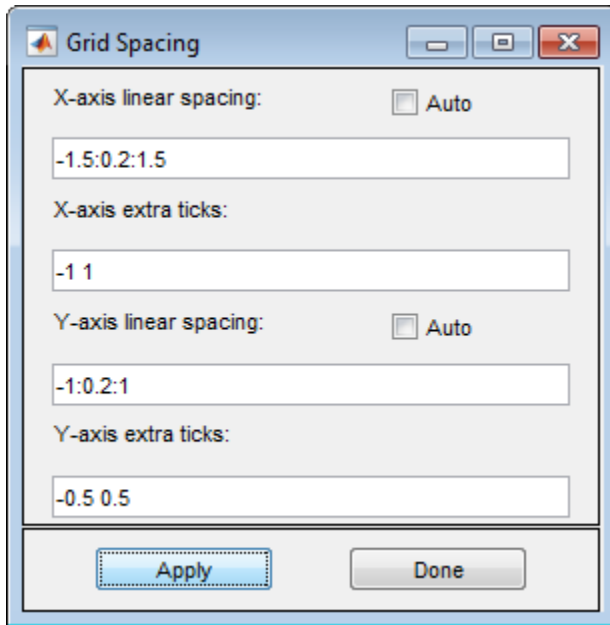 Grid Spacing
X-axis linear spacing: Auto
-1.5:0.2:1.5
X-axis extra ticks:
-1 1
Y-axis linear spacing: Auto
-1:0.2:1
Y-axis extra ticks:
-0.5 0.5
Apply Done